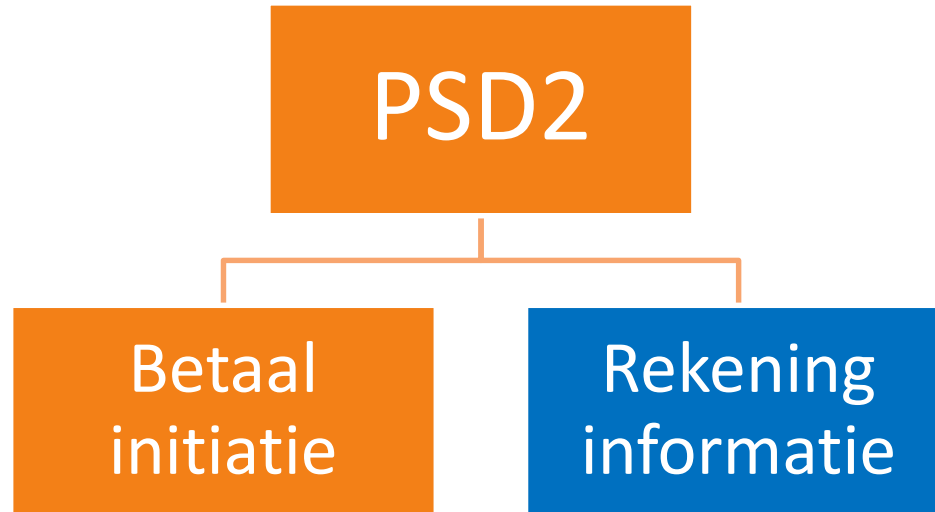 PSD2
Betaal
initiatie
Rekening
informatie